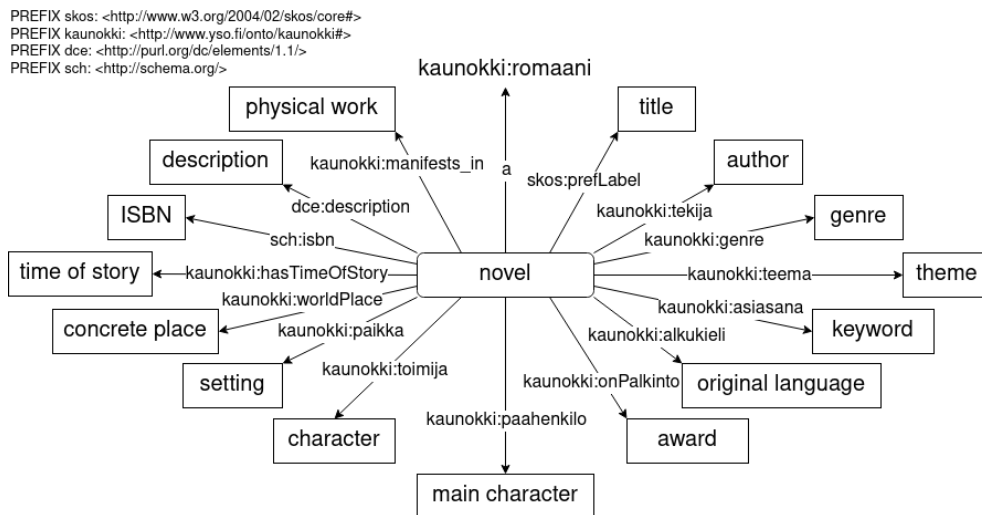 PREFIX skos: <http://www.w3.org/2004/02/skos/core#>
PREFIX kaunokki: <http://www.yso.fi/onto/kaunokki#>
PREFIX dce: <http://purl.org/dc/elements/1.1/>
PREFIX sch: <http://schema.org/>
kaunokki:romaani
physical work
title
description
kaunokki:manifests_in
a
skos:prefLabel
author
ISBN
dce:description
kaunokki:tekija
genre
sch:isbn
kaunokki:genre
time of story
kaunokki:hasTimeOfStory
novel
kaunokki:teema
theme
kaunokki:worldPlace
kaunokki:asiasana
concrete place
kaunokki:paikka
kaunokki:alkukieli
keyword
setting
kaunokki:toimija
kaunokki:onPalkinto
original language
character
kaunokki:paahenkilo
award
main character